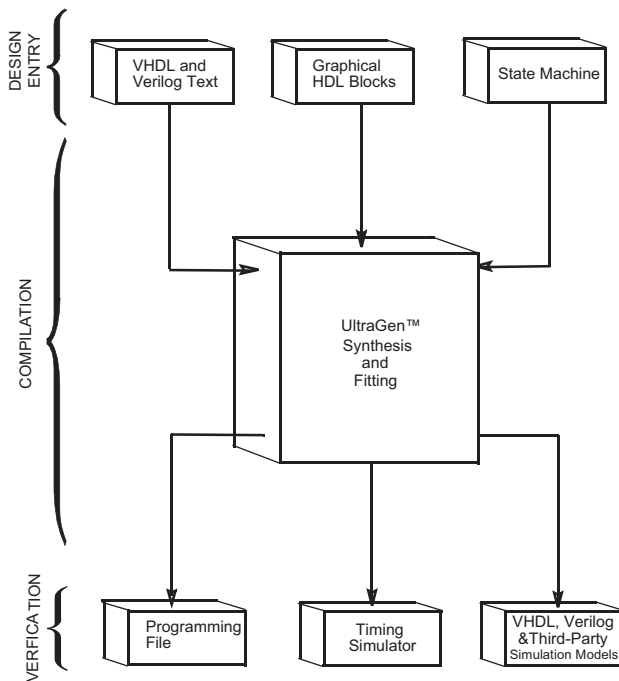 DESIGN
ENTRY
VHDL and
Verilog Text
Graphical
HDL Blocks
State Machine
COMPILATION
UltraGen™
Synthesis
and
Fitting
VERFICATION
Programming
File
Timing
Simulator
VHDL, Verilog
&Third-Party
Simulation Models